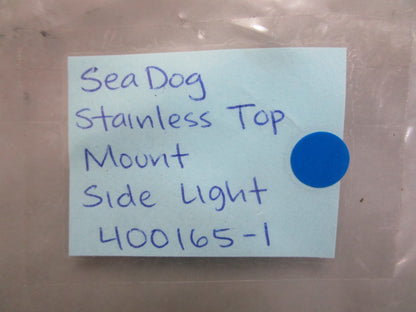 Sea Dog
Stainless Top
Mount
Side Light
400165-1